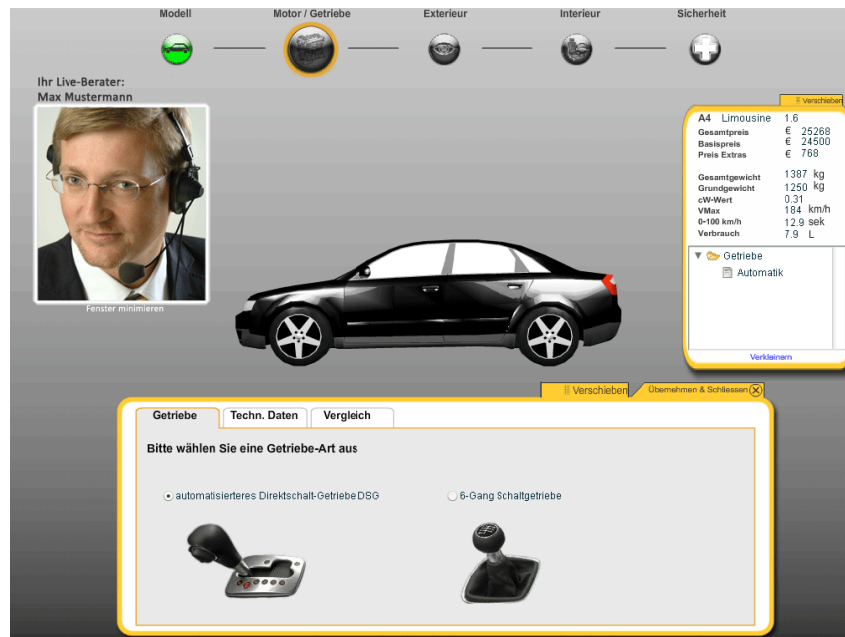 Modell
Motor / Getriebe
Exterieur
Interieur
Sicherheit
Ihr Live-Berater:
Max Mustermann
Fenster minimieren
Verschieben
A4 Limousine 1.6
Gesamtpreis € 25268
Basispreis € 24500
Preis Extras € 768
Gesamtgewicht 1387 kg
Grundgewicht 1250 kg
cW-Wert 0.31
VMax 184 km/h
0-100 km/h 12.9 sek
Verbrauch 7.9 L
Getriebe
Automatik
Verkleinern
Verschieben
Übernehmen & Schliessen
Getriebe
Techn. Daten
Vergleich
Bitte wählen Sie eine Getriebe-Art aus
automatisierteres Direktschalt-Getriebe DSG
6-Gang Schaltgetriebe